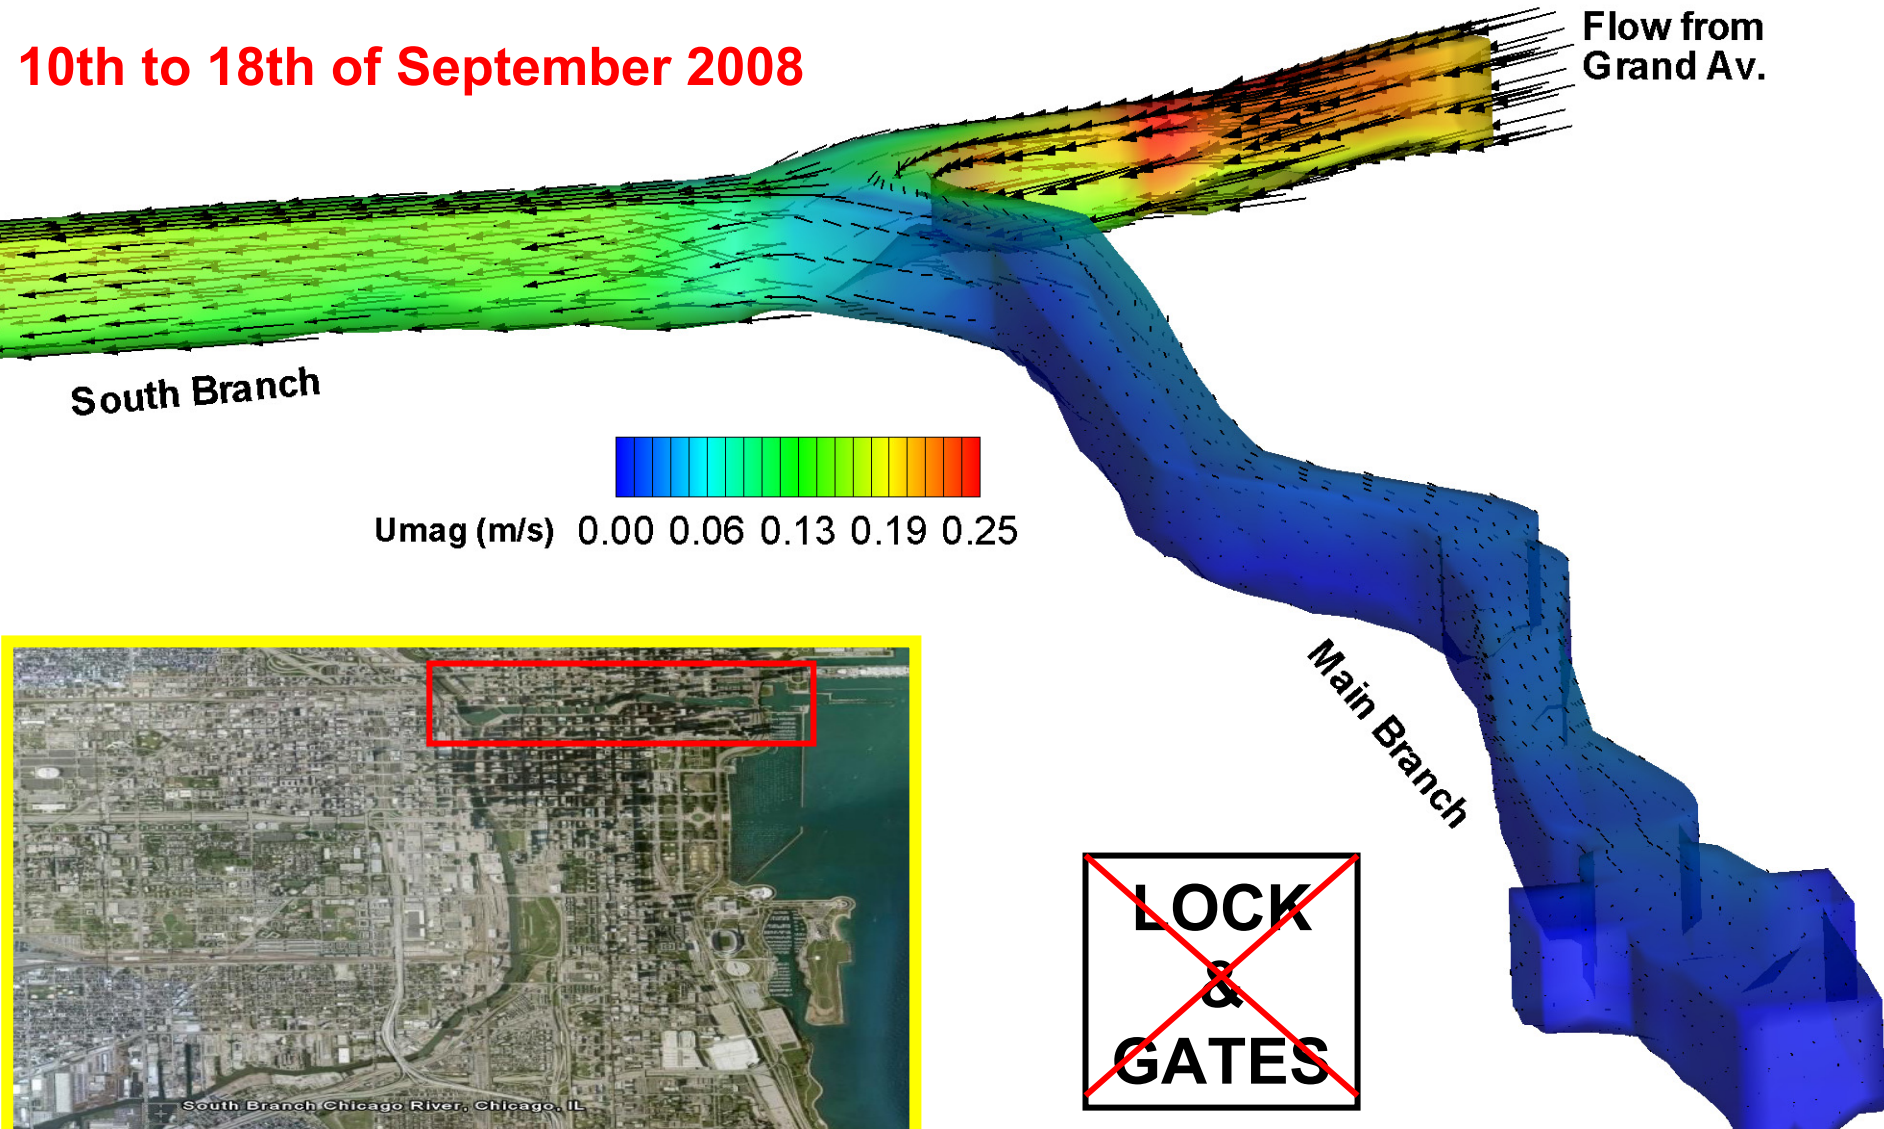 10th to 18th of September 2008
Flow from
Grand Av.
South Branch
Umag (m/s) 0.00 0.06 0.13 0.19 0.25
Main Branch
LOCK
&
GATES
South Branch Chicago River, Chicago, IL